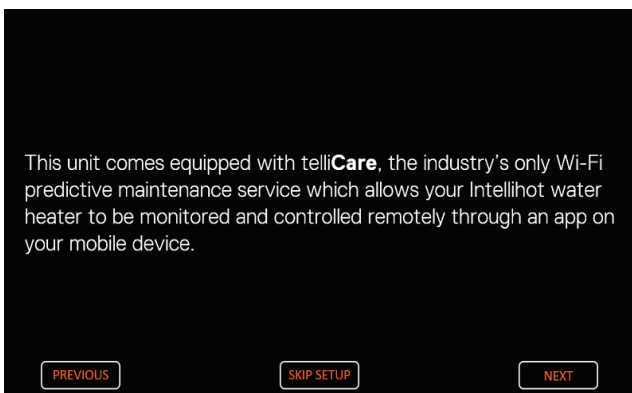 This unit comes equipped with telliCare, the industry's only Wi-Fi
predictive maintenance service which allows your Intellihot water
heater to be monitored and controlled remotely through an app on
your mobile device.
PREVIOUS
SKIP SETUP
NEXT